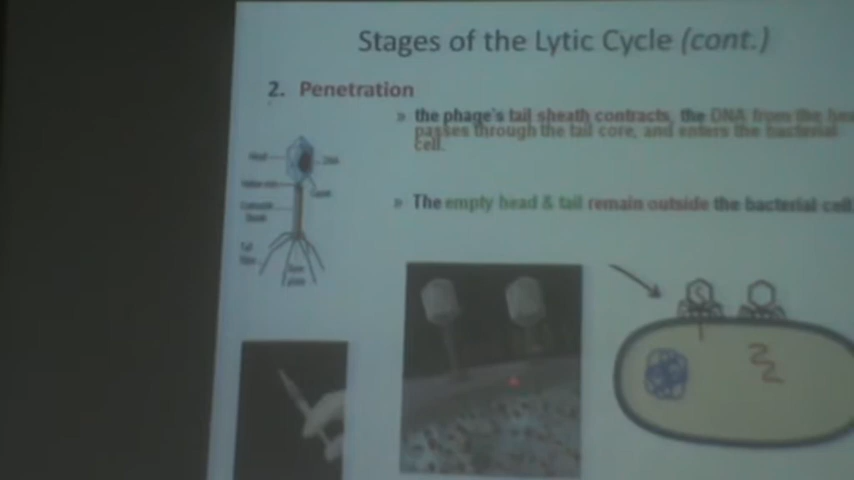 Stages of the Lytic Cycle (cont.)
2. Penetration
» the phage's tail sheath contracts, the DNA from the hea
passes through the tail core, and enters the bacterial
cell.
» The empty head & tail remain outside the bacterial cell